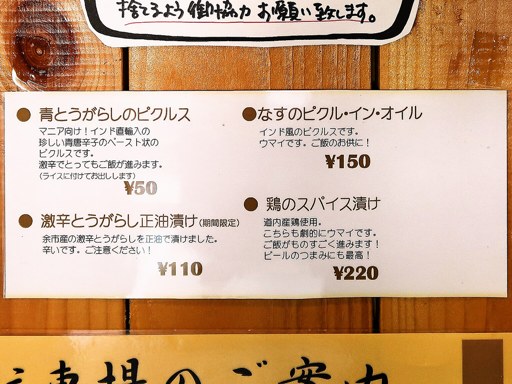 捨てるよう御協力お願い致します。
● 青とうがらしのピクルス
マニア向け！インド直輸入の
珍しい青唐辛子のペースト状の
ピクルスです。
激辛でとってもご飯が進みます。
(ライスに付けてお出しします)
¥50
● 激辛とうがらし正油漬け(期間限定)
余市産の激辛とうがらしを正油で漬けました。
辛いです。ご注意ください！
¥110
●なすのピクル・イン・オイル
インド風のピクルスです。
ウマイです。ご飯のお供に！
¥150
● 鶏のスパイス漬け
道内産鶏使用。
こちらも劇的にウマイです。
ご飯がものすごく進みます！
ビールのつまみにも最高！
¥220
車場のご案内